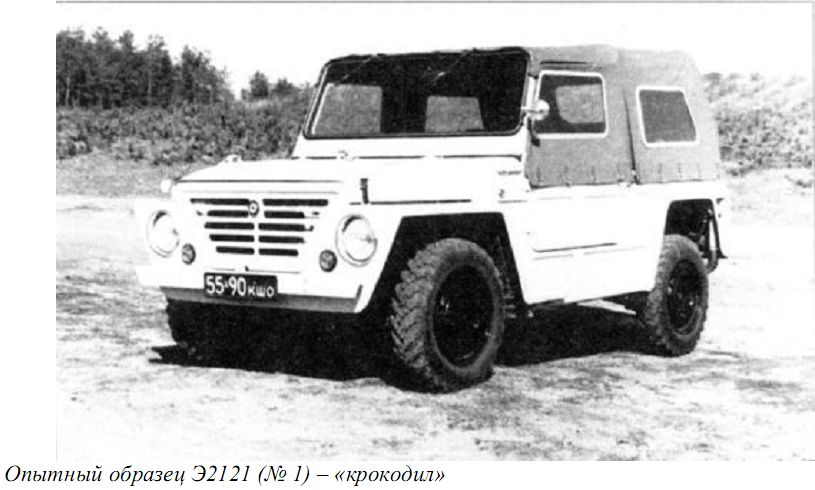 55-90 КШО
Опытный образец Э2121 (№ 1) – «крокодил»